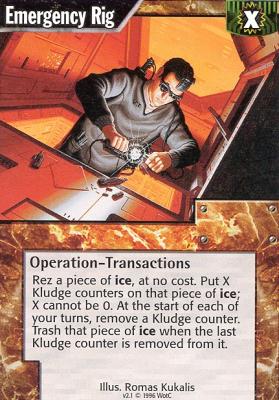 Emergency Rig
X
Operation-Transactions
Rez a piece of ice, at no cost. Put X
Kludge counters on that piece of ice;
X cannot be 0. At the start of each of
your turns, remove a Kludge counter.
Trash that piece of ice when the last
Kludge counter is removed from it.
Illus. Romas Kukalis
v2.1 © 1996 WotC